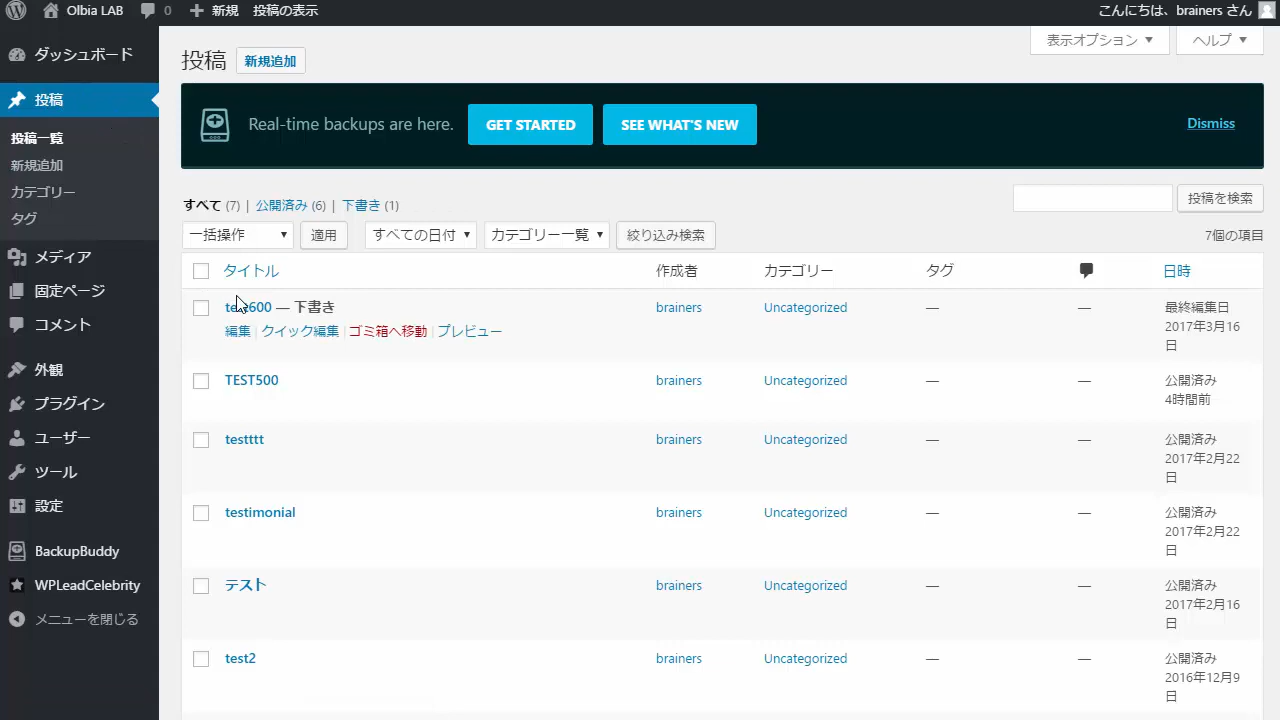 Olbia LAB 0 新規 投稿の表示 こんにちは、brainers さん
ダッシュボード
投稿
投稿一覧
新規追加
カテゴリー
タグ
メディア
固定ページ
コメント
外観
プラグイン
ユーザー
ツール
設定
BackupBuddy
WPLeadCelebrity
メニューを閉じる
表示オプション ヘルプ
投稿 新規追加
Real-time backups are here. GET STARTED SEE WHAT'S NEW Dismiss
すべて (7) | 公開済み (6) | 下書き (1)
投稿を検索
一括操作 適用 すべての日付 カテゴリー一覧 絞り込み検索 7個の項目
タイトル 作成者 カテゴリー タグ 日時
— 下書き brainers Uncategorized — — 最終編集日
2017年3月16
日
編集 | クイック編集 | ゴミ箱へ移動 | プレビュー
TEST500 brainers Uncategorized — — 公開済み
4時間前
testttt brainers Uncategorized — — 公開済み
2017年2月22
日
testimonial brainers Uncategorized — — 公開済み
2017年2月22
日
テスト brainers Uncategorized — — 公開済み
2017年2月16
日
test2 brainers Uncategorized — — 公開済み
2016年12月9
日